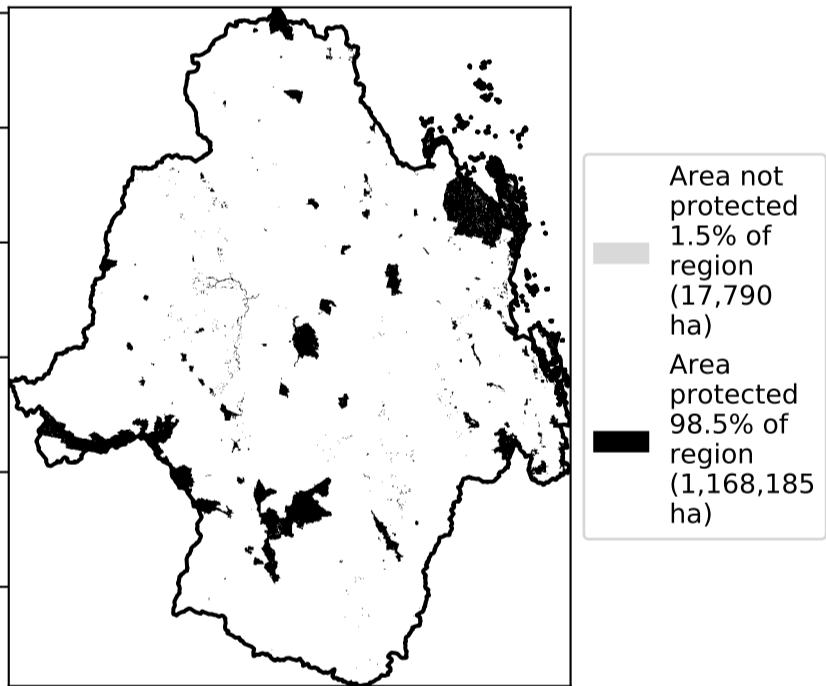 Area not
protected
1.5% of
region
(17,790
ha)
Area
protected
98.5% of
region
(1,168,185
ha)